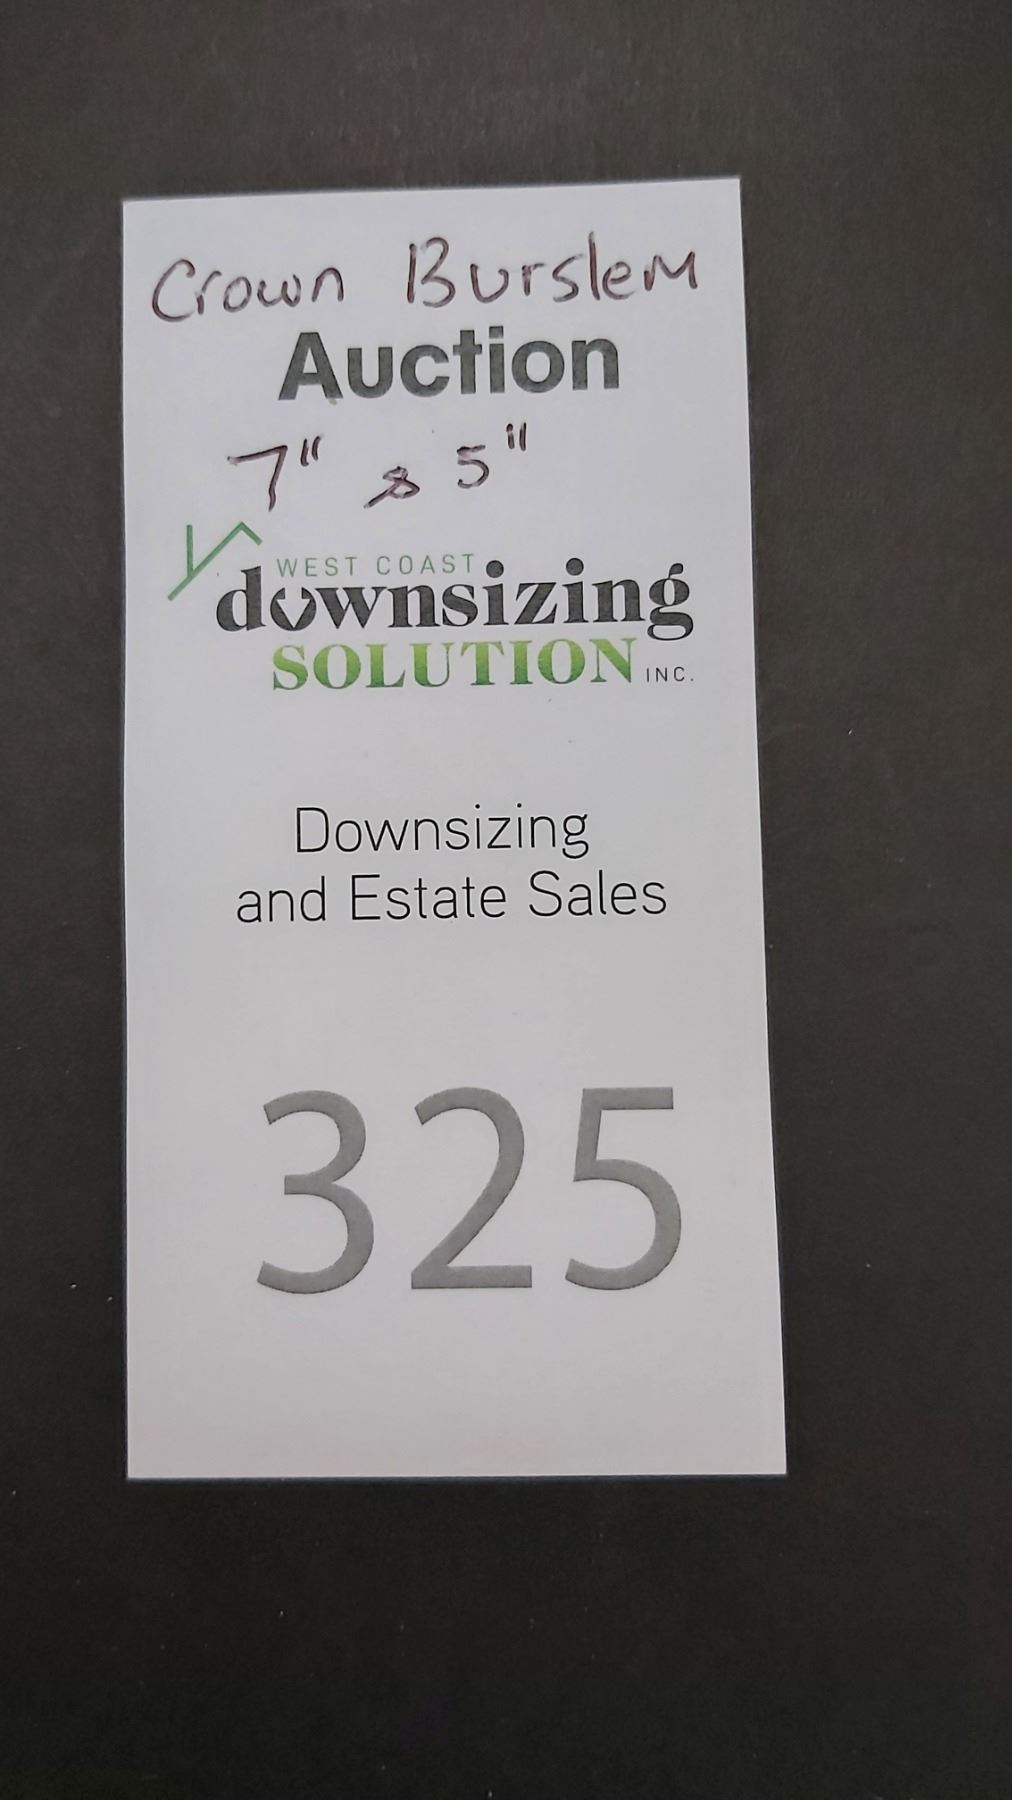 Crown Burslem
Auction
7" & 5"
WEST COAST
downsizing
SOLUTION INC.
Downsizing
and Estate Sales
325